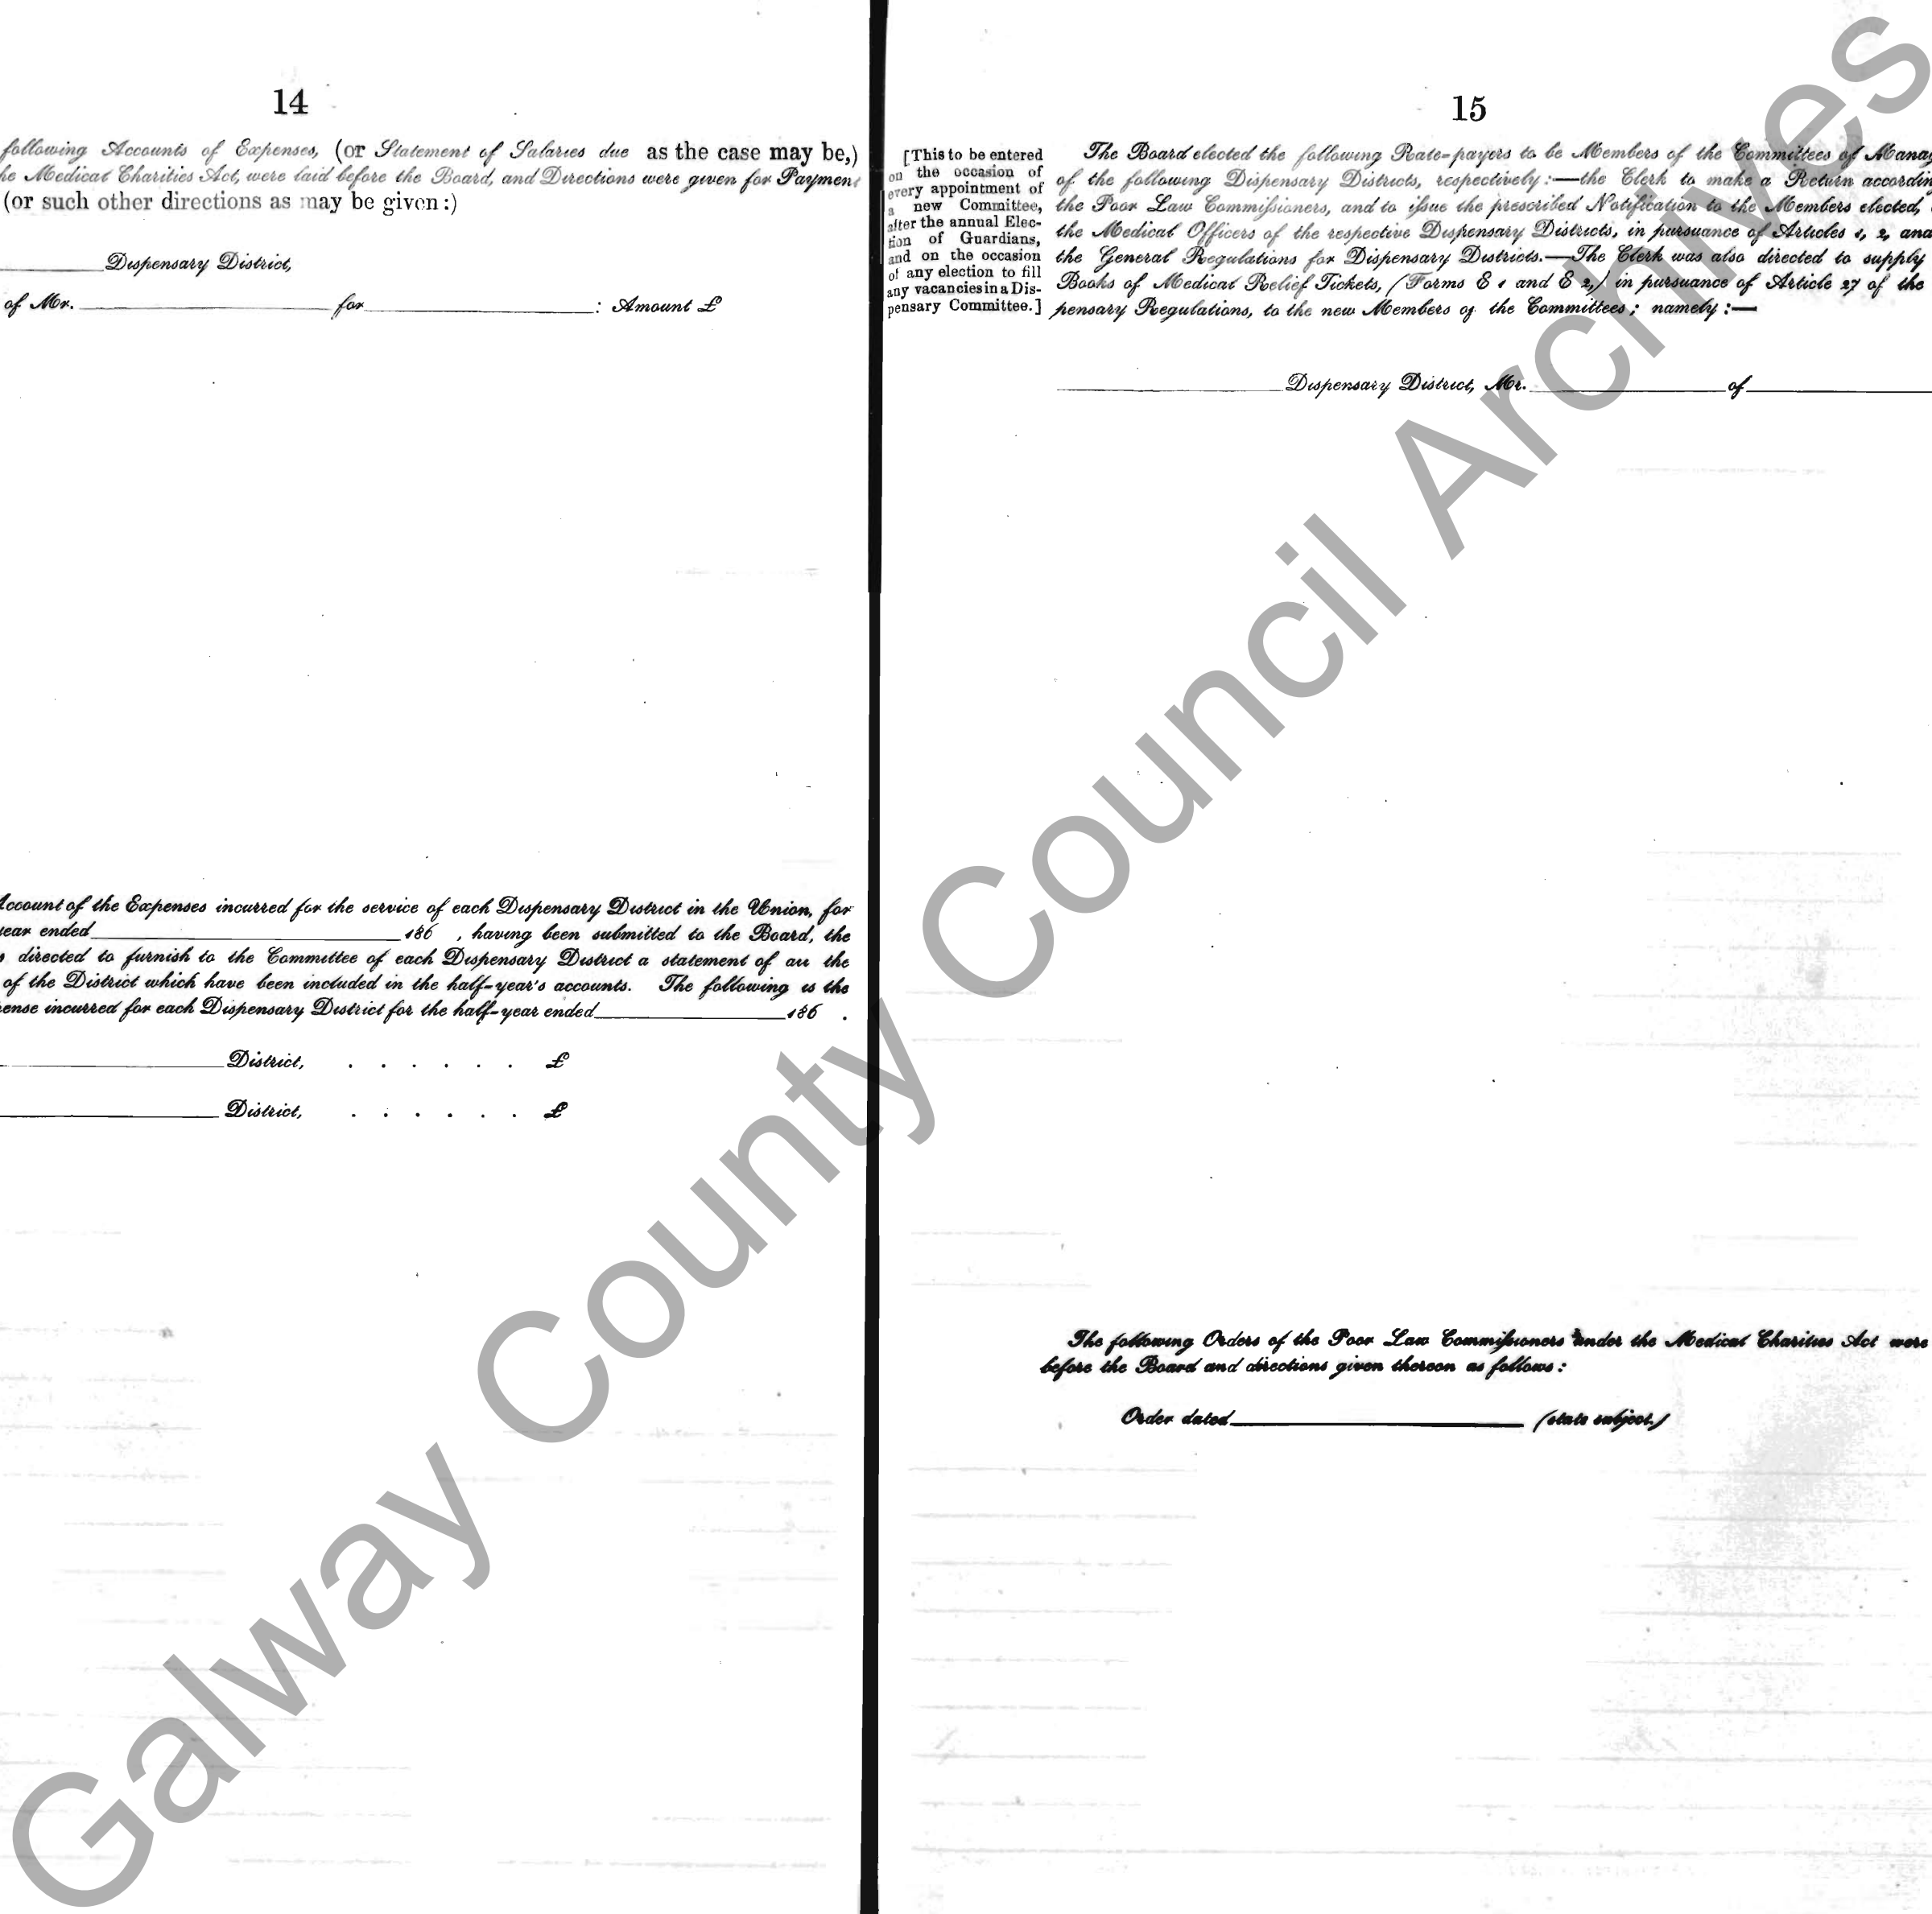 14
following Accounts of Expenses, (or Statement of Salaries due as the case may be,)
he Medical Charities Act, were laid before the Board, and Directions were given for Paymen
(or such other directions as may be given:)
Dispensary District,
of Mr. for : Amount £
Account of the Expenses incurred for the service of each Dispensary District in the Union, for
year ended 186 , having been submitted to the Board, the
s directed to furnish to the Committee of each Dispensary District a statement of all the
of the District which have been included in the half-year's accounts. The following is the
ense incurred for each Dispensary District for the half-year ended 186 .
District, . . . . . . £
District, . . . . . . £
15
[This to be entered
on the occasion of
every appointment of
a new Committee,
after the annual Elec-
tion of Guardians,
and on the occasion
of any election to fill
any vacancies in a Dis-
pensary Committee.]
The Board elected the following Rate-payers to be Members of the Committees of Manag
of the following Dispensary Districts, respectively:—the Clerk to make a Return accordin
the Poor Law Commissioners, and to issue the prescribed Notification to the Members elected,
the Medical Officers of the respective Dispensary Districts, in pursuance of Articles 1, 2, and
the General Regulations for Dispensary Districts.—The Clerk was also directed to supply
Books of Medical Relief Tickets, (Forms E 1 and E 2,) in pursuance of Article 27 of the
pensary Regulations, to the new Members of the Committees; namely:—
Dispensary District, Mr. of
The following Orders of the Poor Law Commissioners under the Medical Charities Act were
before the Board and directions given thereon as follows:
Order dated (state subject.)
Galway County Council Archives